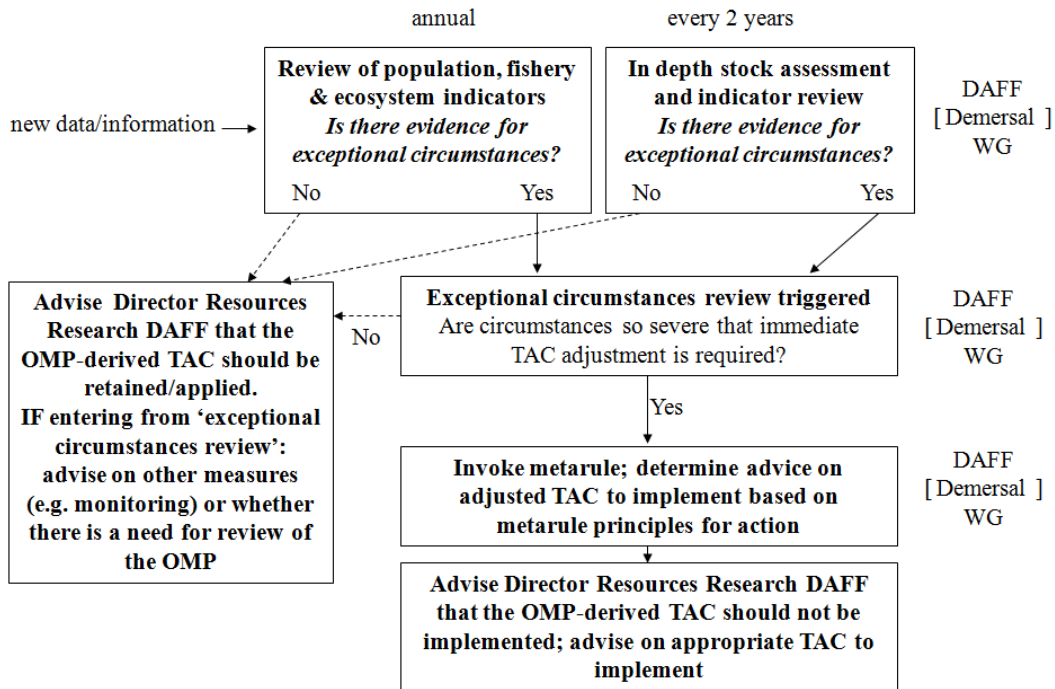 annual
every 2 years
Review of population, fishery
& ecosystem indicators
Is there evidence for
exceptional circumstances?
No Yes
In depth stock assessment
and indicator review
Is there evidence for
exceptional circumstances?
No Yes
DAFF
[ Demersal ]
WG
new data/information
Advise Director Resources
Research DAFF that the
OMP-derived TAC should be
retained/applied.
IF entering from ‘exceptional
circumstances review’:
advise on other measures
(e.g. monitoring) or whether
there is a need for review of
the OMP
No
Exceptional circumstances review triggered
Are circumstances so severe that immediate
TAC adjustment is required?
DAFF
[ Demersal ]
WG
Yes
Invoke metarule; determine advice on
adjusted TAC to implement based on
metarule principles for action
DAFF
[ Demersal ]
WG
Advise Director Resources Research DAFF
that the OMP-derived TAC should not be
implemented; advise on appropriate TAC to
implement